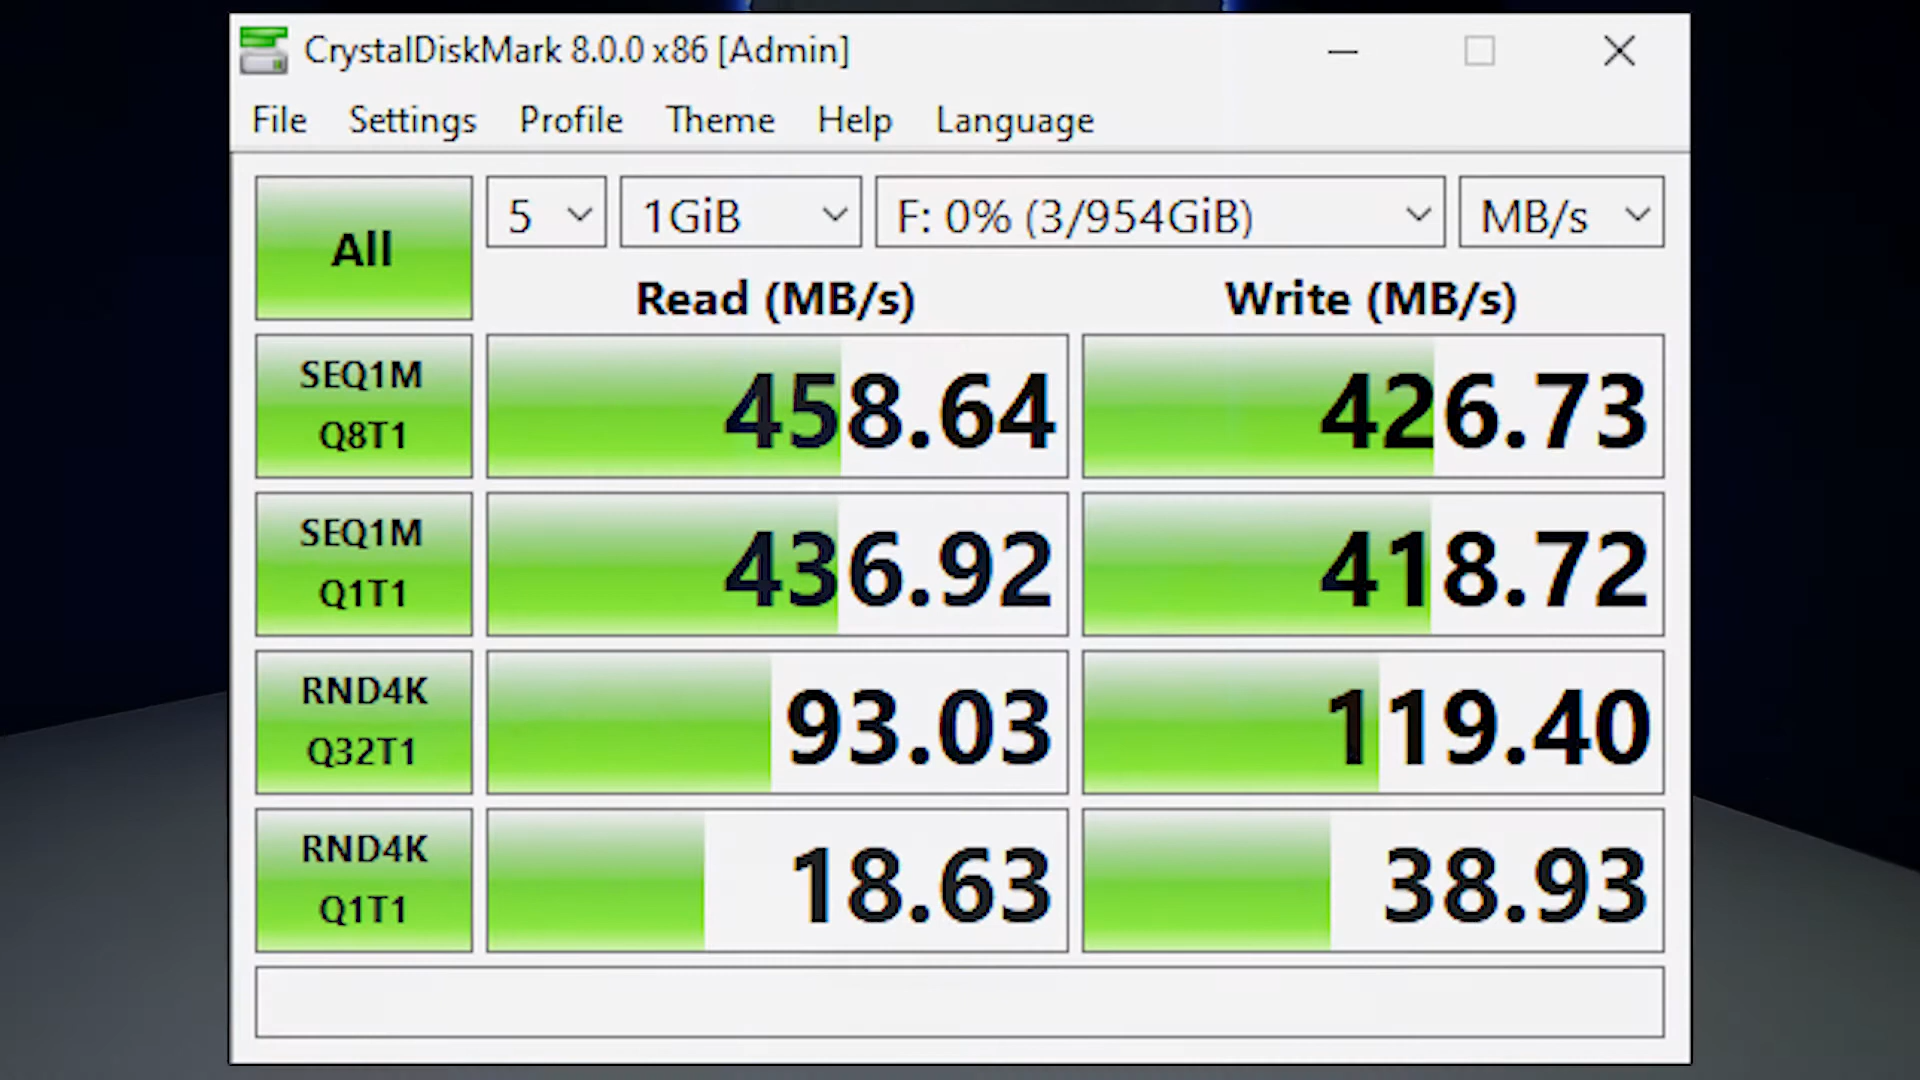 CrystalDiskMark 8.0.0 x86 [Admin]
File Settings Profile Theme Help Language
All 5 1GiB F: 0% (3/954GiB) MB/s
Read (MB/s) Write (MB/s)
SEQ1M
Q8T1
458.64 426.73
SEQ1M
Q1T1
436.92 418.72
RND4K
Q32T1
93.03 119.40
RND4K
Q1T1
18.63 38.93